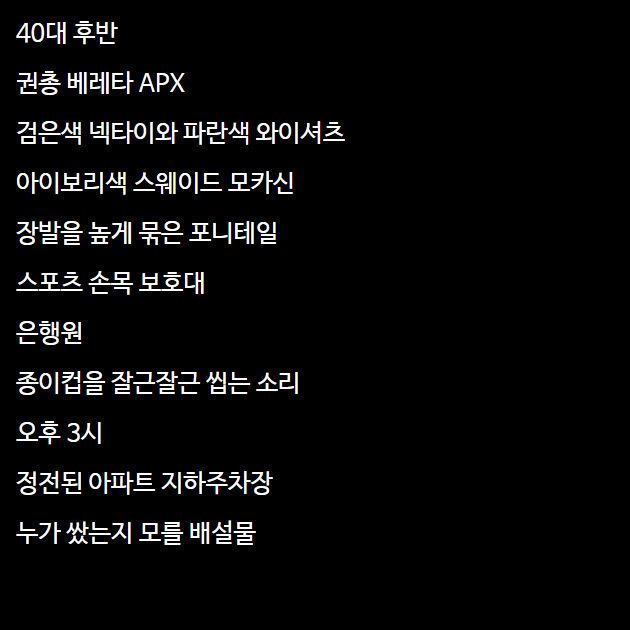 40대 후반
권총 베레타 APX
검은색 넥타이와 파란색 와이셔츠
아이보리색 스웨이드 모카신
장발을 높게 묶은 포니테일
스포츠 손목 보호대
은행원
종이컵을 잘근잘근 씹는 소리
오후 3시
정전된 아파트 지하주차장
누가 쌌는지 모를 배설물